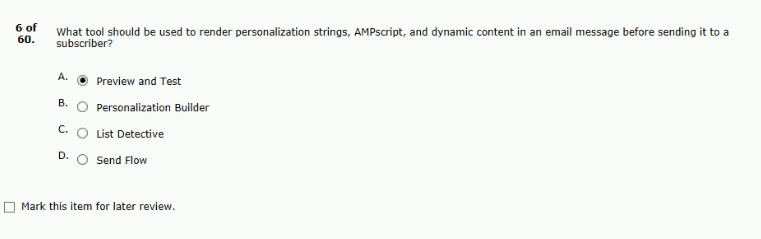 6 of
60.
What tool should be used to render personalization strings, AMPscript, and dynamic content in an email message before sending it to a
subscriber?
A. Preview and Test
B. Personalization Builder
C. List Detective
D. Send Flow
Mark this item for later review.